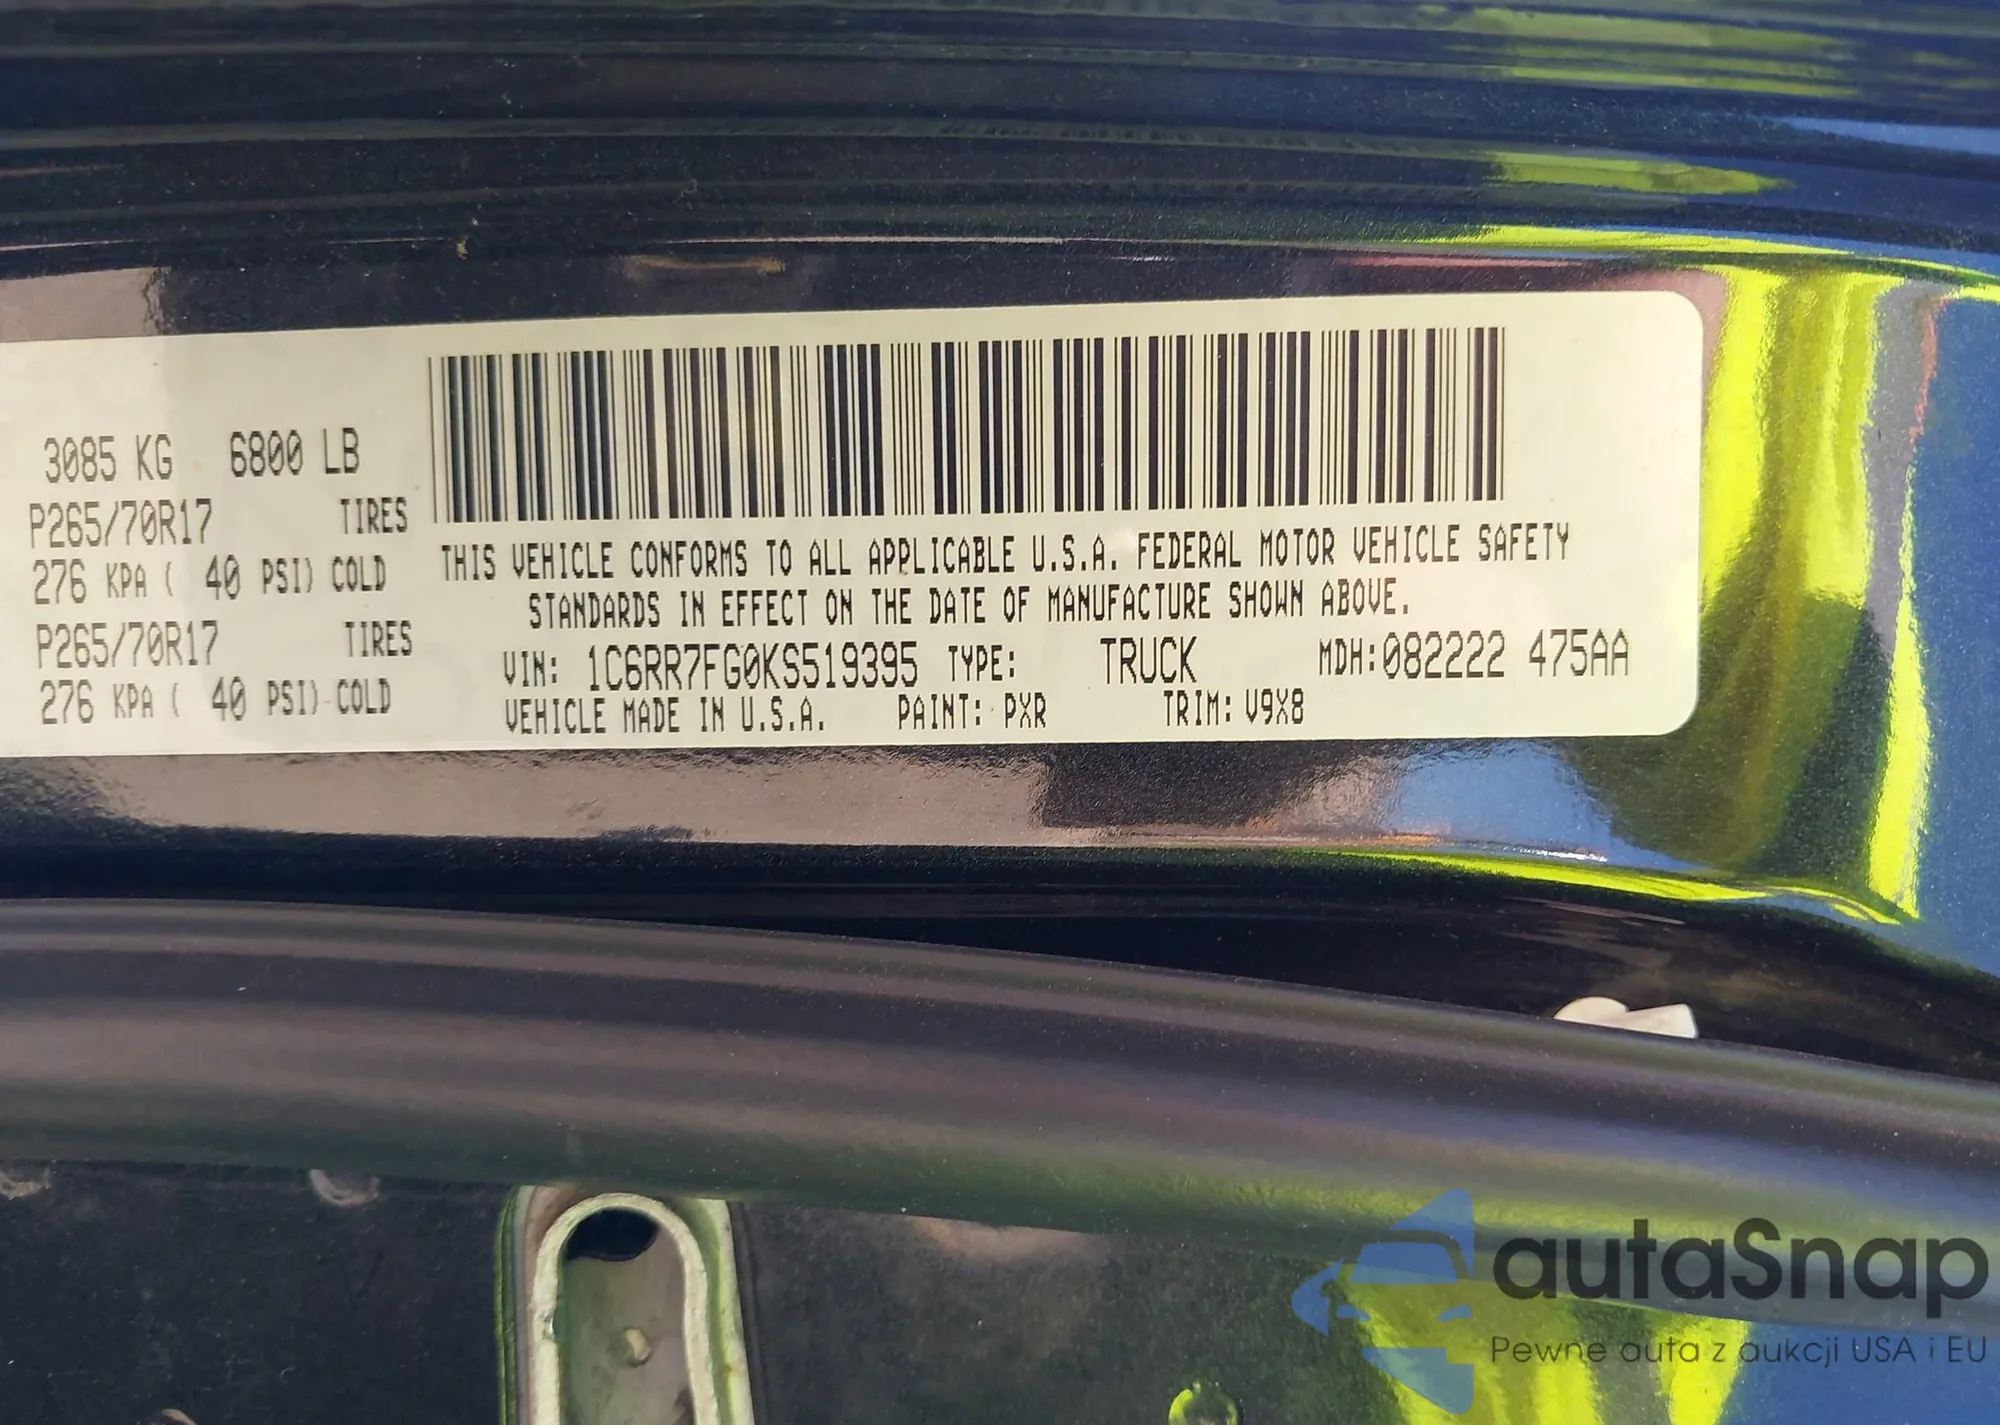 3085 KG 6800 LB
P265/70R17 TIRES
276 KPA ( 40 PSI) COLD
P265/70R17 TIRES
276 KPA ( 40 PSI) COLD
THIS VEHICLE CONFORMS TO ALL APPLICABLE U.S.A. FEDERAL MOTOR VEHICLE SAFETY
STANDARDS IN EFFECT ON THE DATE OF MANUFACTURE SHOWN ABOVE.
VIN: 1C6RR7FG0KS519395 TYPE: TRUCK MDH:082222 475AA
VEHICLE MADE IN U.S.A. PAINT: PXR TRIM: V9X8
autaSnap
Pewne auta z aukcji USA i EU